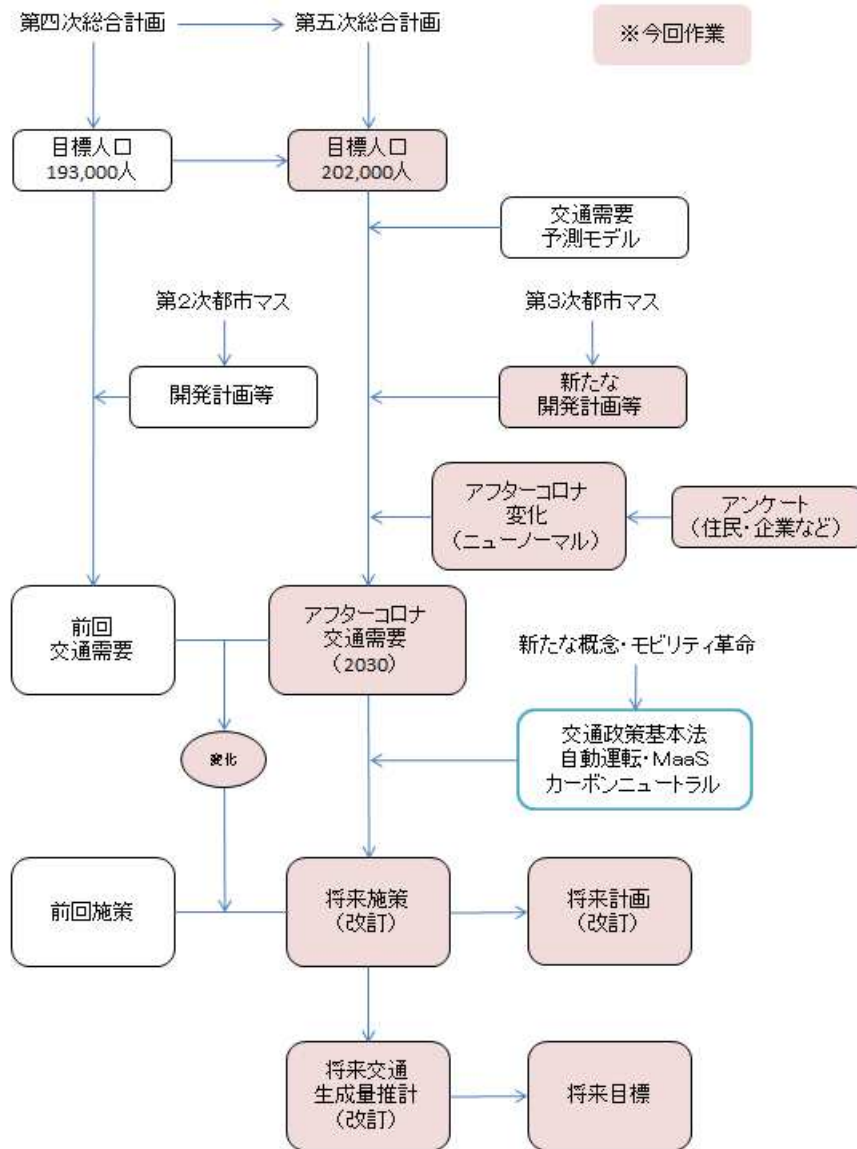 第四次総合計画
第五次総合計画
※今回作業
目標人口
193,000人
目標人口
202,000人
交通需要
予測モデル
第2次都市マス
第3次都市マス
開発計画等
新たな
開発計画等
アフターコロナ
変化
(ニューノーマル)
アンケート
(住民・企業など)
前回
交通需要
アフターコロナ
交通需要
(2030)
新たな概念・モビリティ革命
変化
交通政策基本法
自動運転・MaaS
カーボンニュートラル
前回施策
将来施策
(改訂)
将来計画
(改訂)
将来交通
生成量推計
(改訂)
将来目標